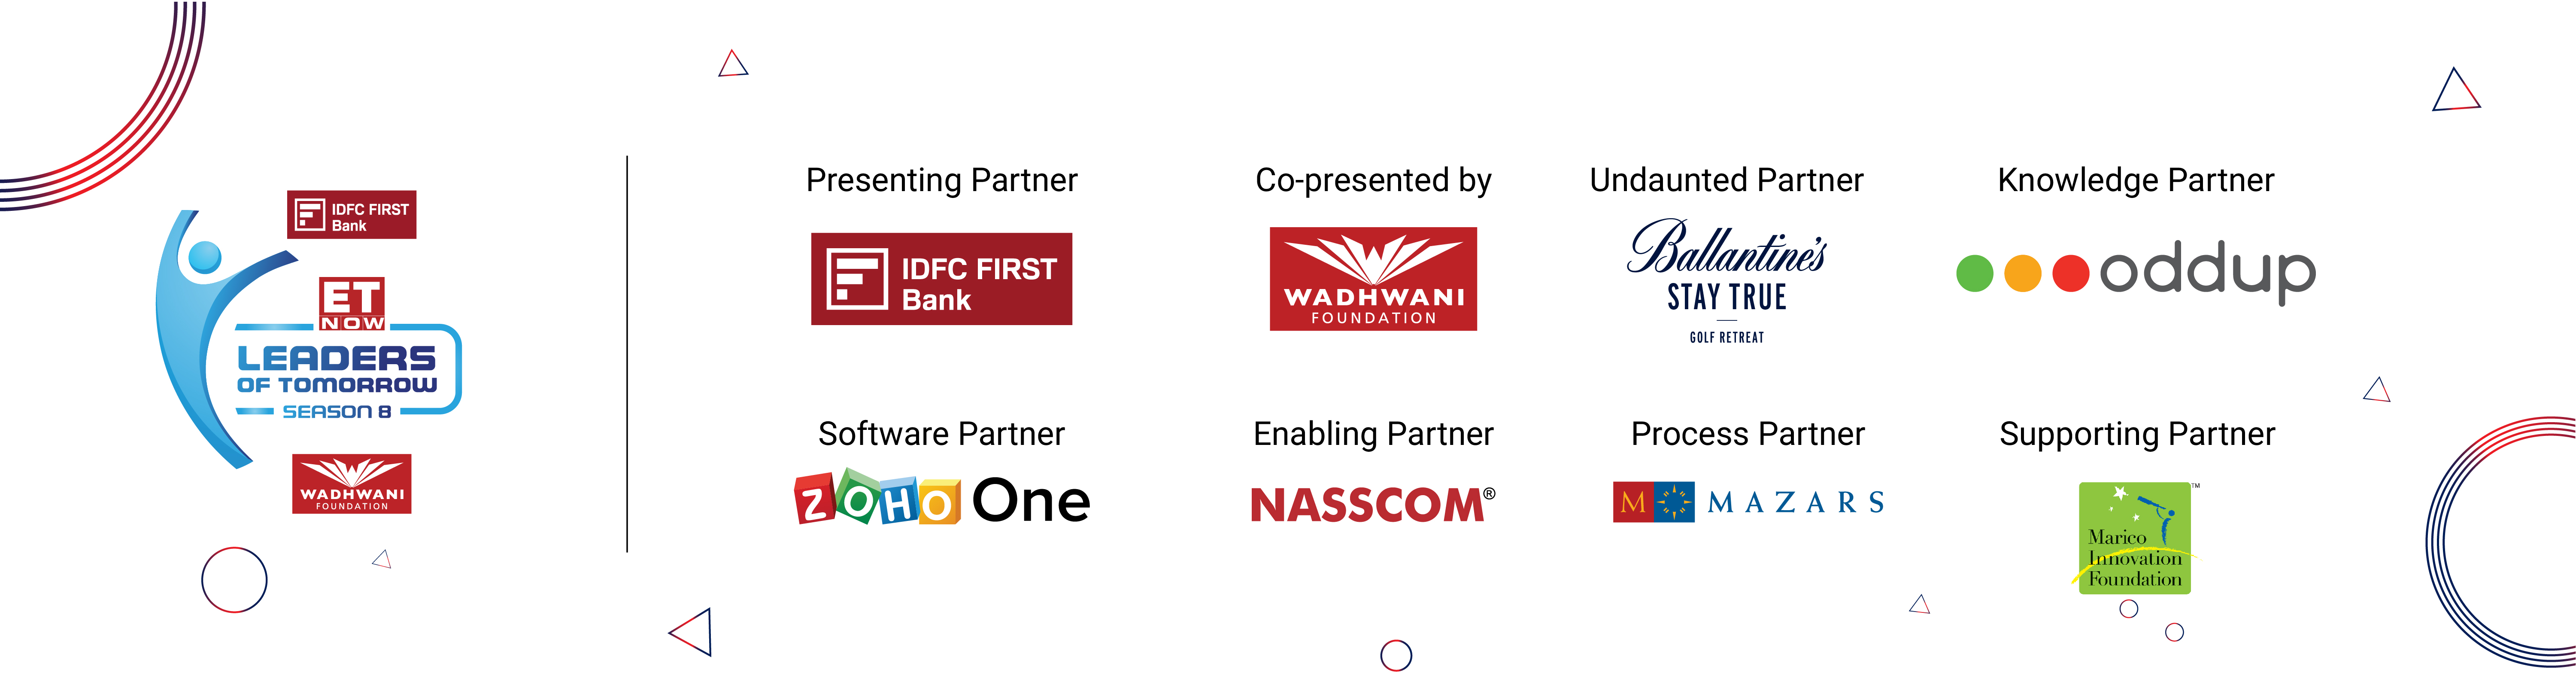 IDFC FIRST
Bank
ET
NOW
LEADERS
OF TOMORROW
SEASON 8
WADHWANI
FOUNDATION
Presenting Partner
IDFC FIRST
Bank
Co-presented by
WADHWANI
FOUNDATION
Undaunted Partner
Ballantine's
STAY TRUE
GOLF RETREAT
Knowledge Partner
oddup
Software Partner
ZOHO One
Enabling Partner
NASSCOM®
Process Partner
M MAZARS
Supporting Partner
Marico
Innovation
Foundation
TM